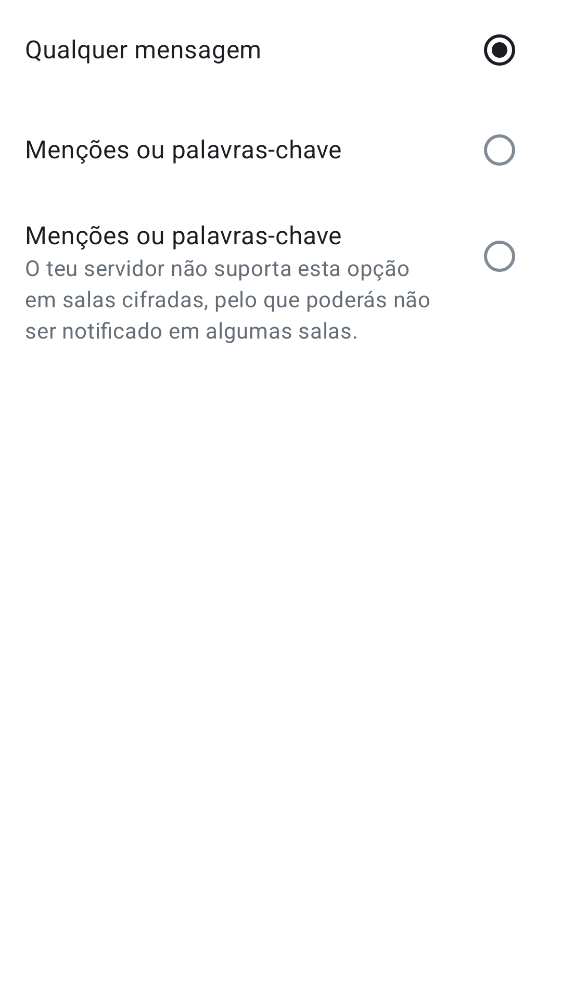 Qualquer mensagem
Menções ou palavras-chave
Menções ou palavras-chave
O teu servidor não suporta esta opção
em salas cifradas, pelo que poderás não
ser notificado em algumas salas.